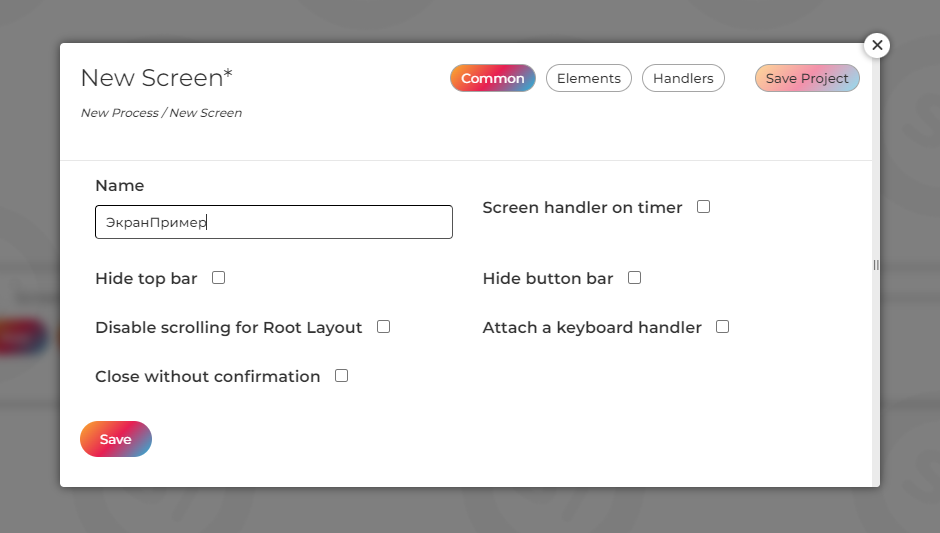 New Screen*
Common
Elements
Handlers
Save Project
New Process / New Screen
Name
ЭкранПример
Screen handler on timer
Hide top bar
Hide button bar
Disable scrolling for Root Layout
Attach a keyboard handler
Close without confirmation
Save